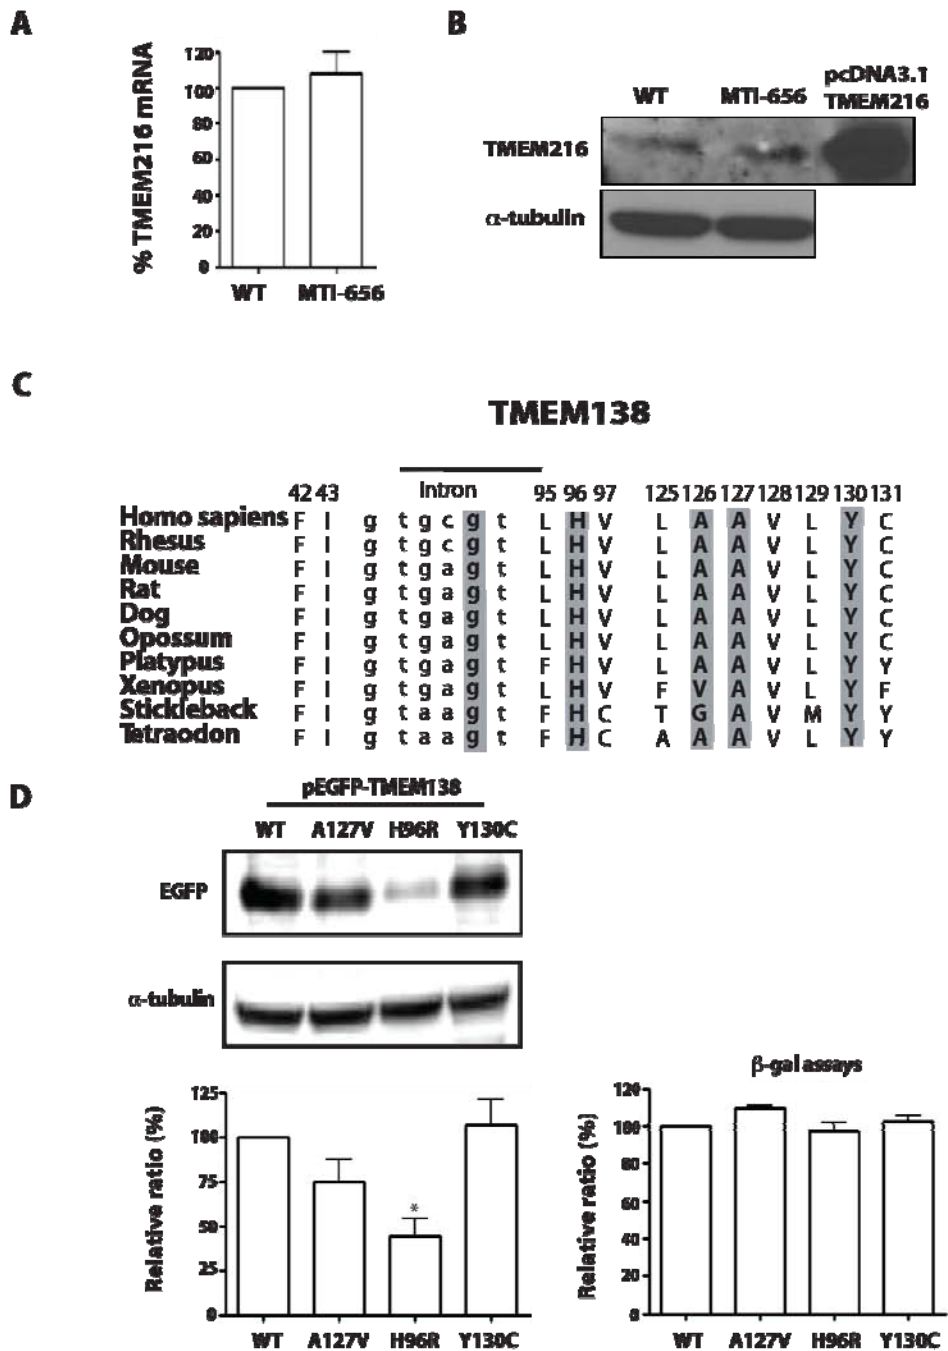 A
% TMEM216 mRNA
120
100
80
60
40
20
0
WT MTI-656
B
WT MTI-656 pcDNA3.1
TMEM216
TMEM216
α-tubulin
C
TMEM138
42 43 Intron 95 96 97 125 126 127 128 129 130 131
Homo sapiens F I g t g c g t L H V L A A V L Y C
Rhesus F I g t g c g t L H V L A A V L Y C
Mouse F I g t g a g t L H V L A A V L Y C
Rat F I g t g a g t L H V L A A V L Y C
Dog F I g t g a g t L H V L A A V L Y C
Opossum F I g t g a g t L H V L A A V L Y C
Platypus F I g t g a g t F H V L A A V L Y Y
Xenopus F I g t g a g t L H V F V A V L Y F
Stickleback F I g t a a g t F H C T G A V M Y Y
Tetraodon F I g t a a g t F H C A A A V L Y Y
D
pEGFP-TMEM138
WT A127V H96R Y130C
EGFP
α-tubulin
Relative ratio (%)
125
100
75
50
25
0
*
WT A127V H96R Y130C
β-gal assays
Relative ratio (%)
120
100
80
60
40
20
0
WT A127V H96R Y130C